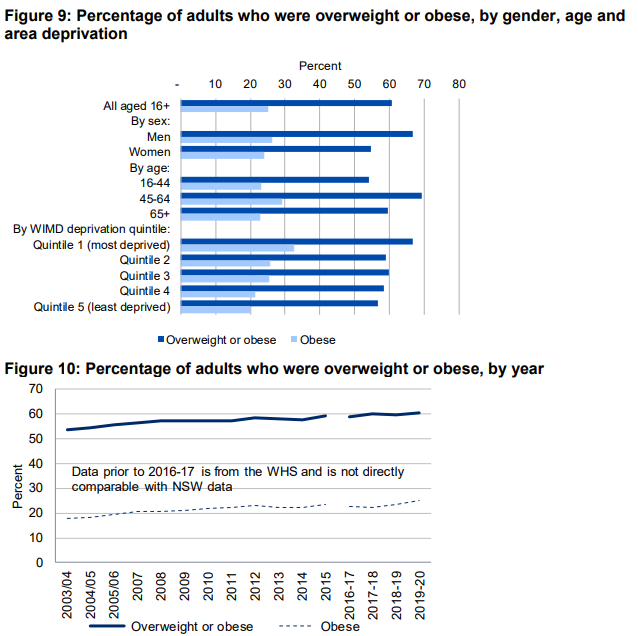 Figure 9: Percentage of adults who were overweight or obese, by gender, age and
area deprivation
Percent
- 10 20 30 40 50 60 70 80
All aged 16+
By sex:
Men
Women
By age:
16-44
45-64
65+
By WIMD deprivation quintile:
Quintile 1 (most deprived)
Quintile 2
Quintile 3
Quintile 4
Quintile 5 (least deprived)
Overweight or obese Obese
Figure 10: Percentage of adults who were overweight or obese, by year
70
60
50
40
30
20
10
0
Percent
Data prior to 2016-17 is from the WHS and is not directly
comparable with NSW data
2003/04 2004/05 2005/06 2007 2008 2009 2010 2011 2012 2013 2014 2015 2016-17 2017-18 2018-19 2019-20
Overweight or obese Obese